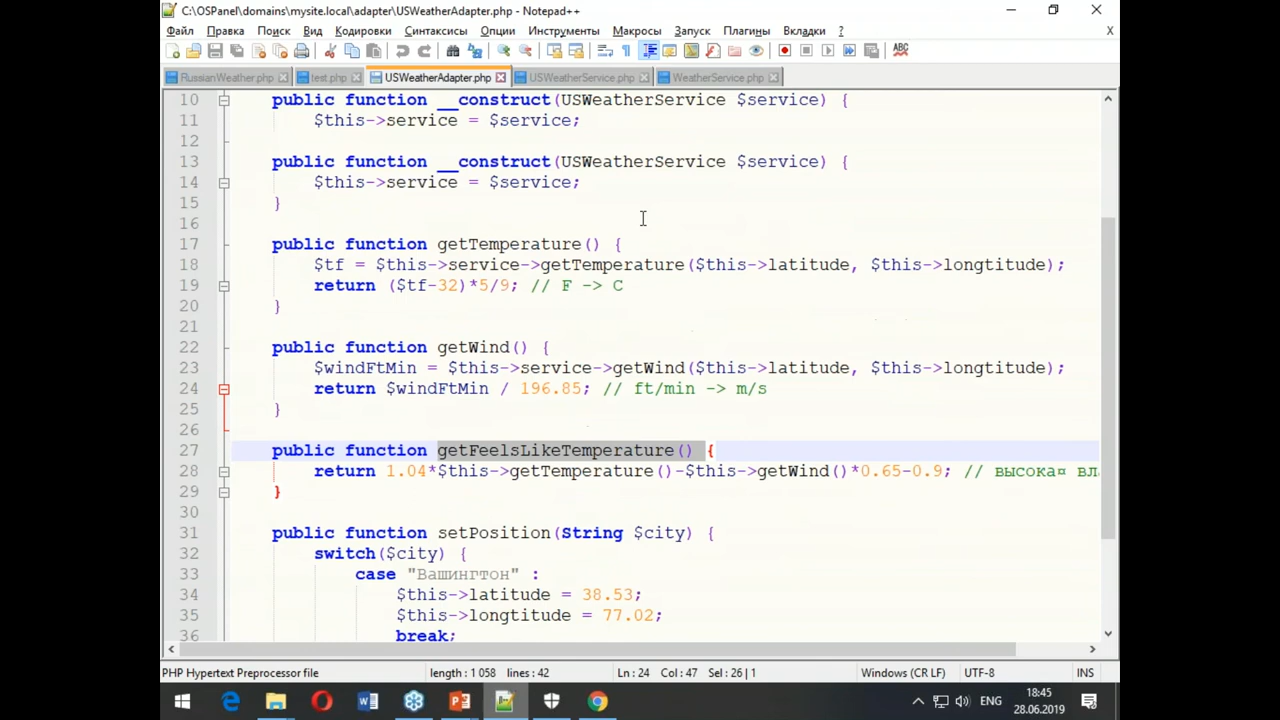 C:\OSPanel\domains\mysite.local\adapter\USWeatherAdapter.php - Notepad++
Файл Правка Поиск Вид Кодировки Синтаксисы Опции Инструменты Макросы Запуск Плагины Вкладки ? X
RussianWeather.php test.php USWeatherAdapter.php USWeatherService.php WeatherService.php
10 public function __construct(USWeatherService $service) {
11 $this->service = $service;
12
13 public function __construct(USWeatherService $service) {
14 $this->service = $service;
15 }
16
17 public function getTemperature() {
18 $tf = $this->service->getTemperature($this->latitude, $this->longtitude);
19 return ($tf-32)*5/9; // F -> C
20 }
21
22 public function getWind() {
23 $windFtMin = $this->service->getWind($this->latitude, $this->longtitude);
24 return $windFtMin / 196.85; // ft/min -> m/s
25 }
26
27 public function getFeelsLikeTemperature() {
28 return 1.04*$this->getTemperature()-$this->getWind()*0.65-0.9; // высока¤ вл
29 }
30
31 public function setPosition(String $city) {
32 switch($city) {
33 case "Вашингтон" :
34 $this->latitude = 38.53;
35 $this->longtitude = 77.02;
36 break;
PHP Hypertext Preprocessor file length : 1 058 lines : 42 Ln : 24 Col : 47 Sel : 26 | 1 Windows (CR LF) UTF-8 INS
ENG 18:45
28.06.2019